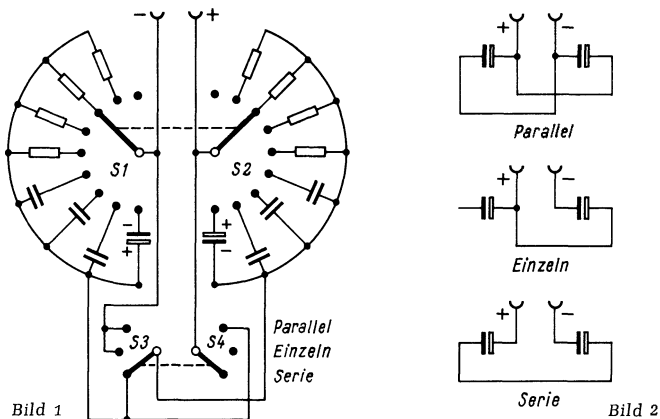 - +
S1 S2
- +
+ -
S3 S4
Parallel
Einzeln
Serie
Bild 1
+ -
Parallel
+ -
Einzeln
+ -
Serie
Bild 2